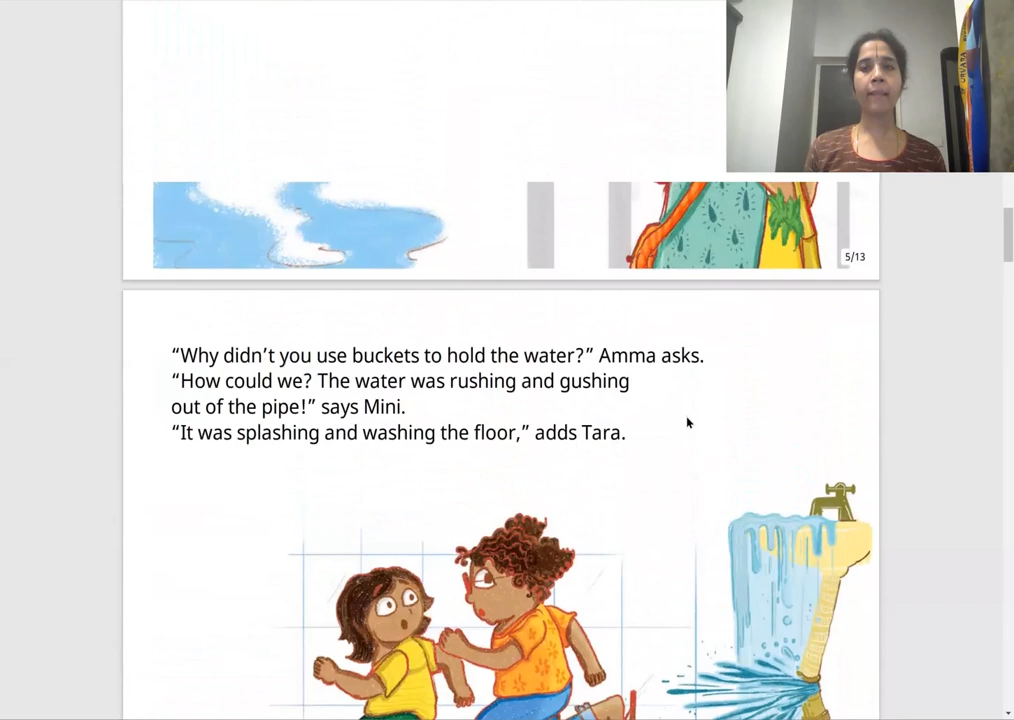 5/13
“Why didn’t you use buckets to hold the water?” Amma asks.
“How could we? The water was rushing and gushing
out of the pipe!” says Mini.
“It was splashing and washing the floor,” adds Tara.